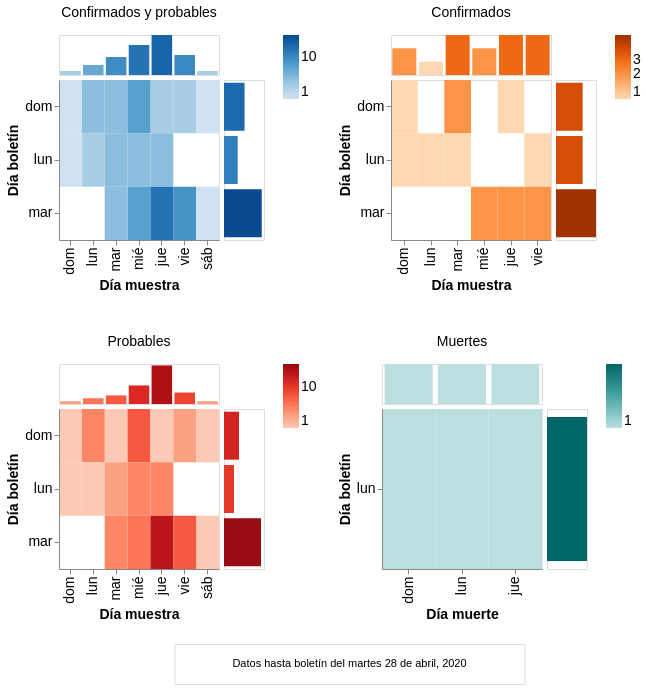 Confirmados y probables
10
1
Día boletín
dom
lun
mar
dom
lun
mar
mié
jue
vie
sáb
Día muestra
Confirmados
3
2
1
Día boletín
dom
lun
mar
dom
lun
mar
mié
jue
vie
Día muestra
Probables
10
1
Día boletín
dom
lun
mar
dom
lun
mar
mié
jue
vie
sáb
Día muestra
Muertes
1
Día boletín
lun
dom
lun
jue
Día muerte
Datos hasta boletín del martes 28 de abril, 2020